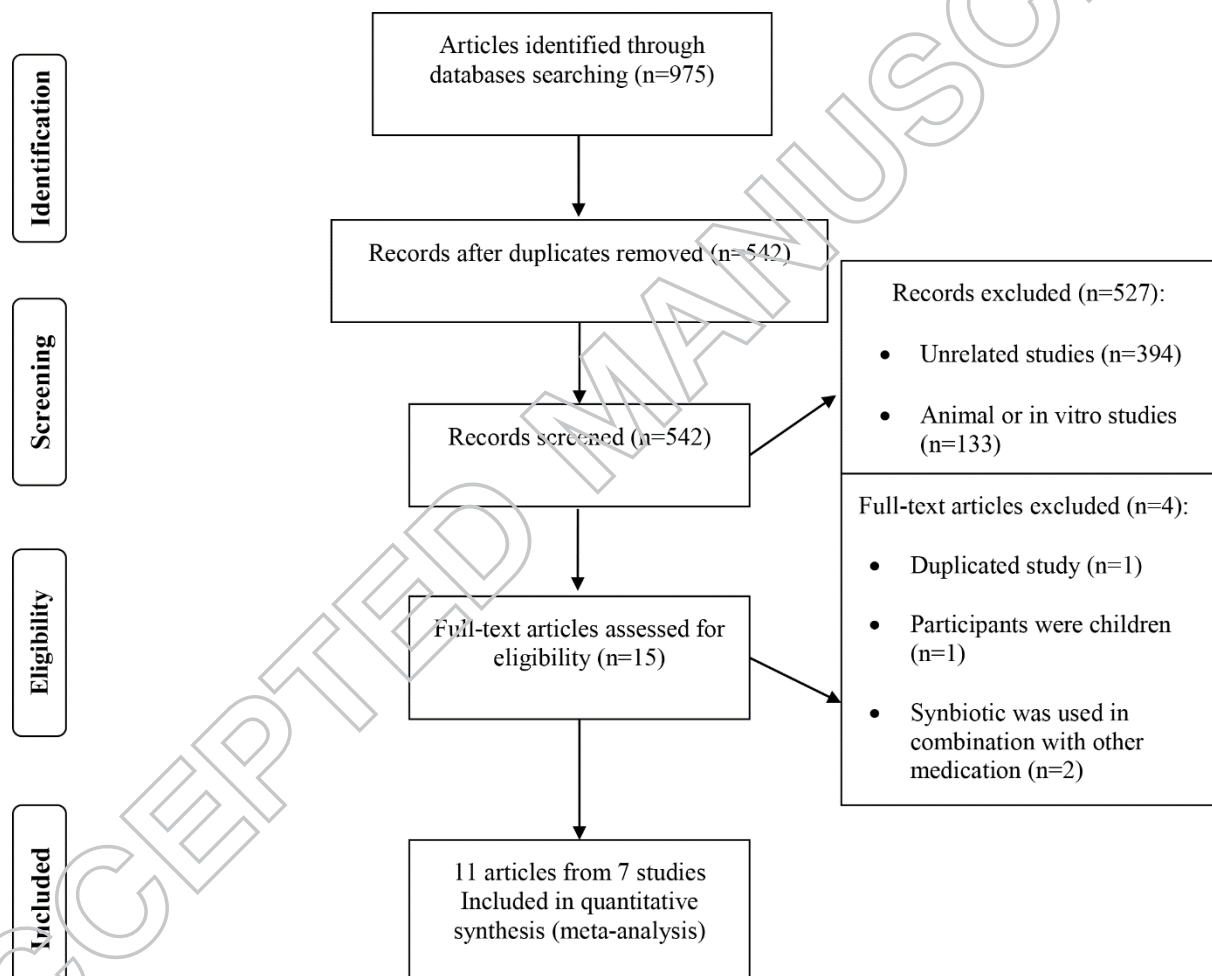 Identification
Articles identified through
databases searching (n=975)
Records after duplicates removed (n=542)
Screening
Records screened (n=542)
Records excluded (n=527):
• Unrelated studies (n=394)
• Animal or in vitro studies
(n=133)
Eligibility
Full-text articles assessed for
eligibility (n=15)
Full-text articles excluded (n=4):
• Duplicated study (n=1)
• Participants were children
(n=1)
• Synbiotic was used in
combination with other
medication (n=2)
Included
11 articles from 7 studies
Included in quantitative
synthesis (meta-analysis)
CCEPTED MANUSC